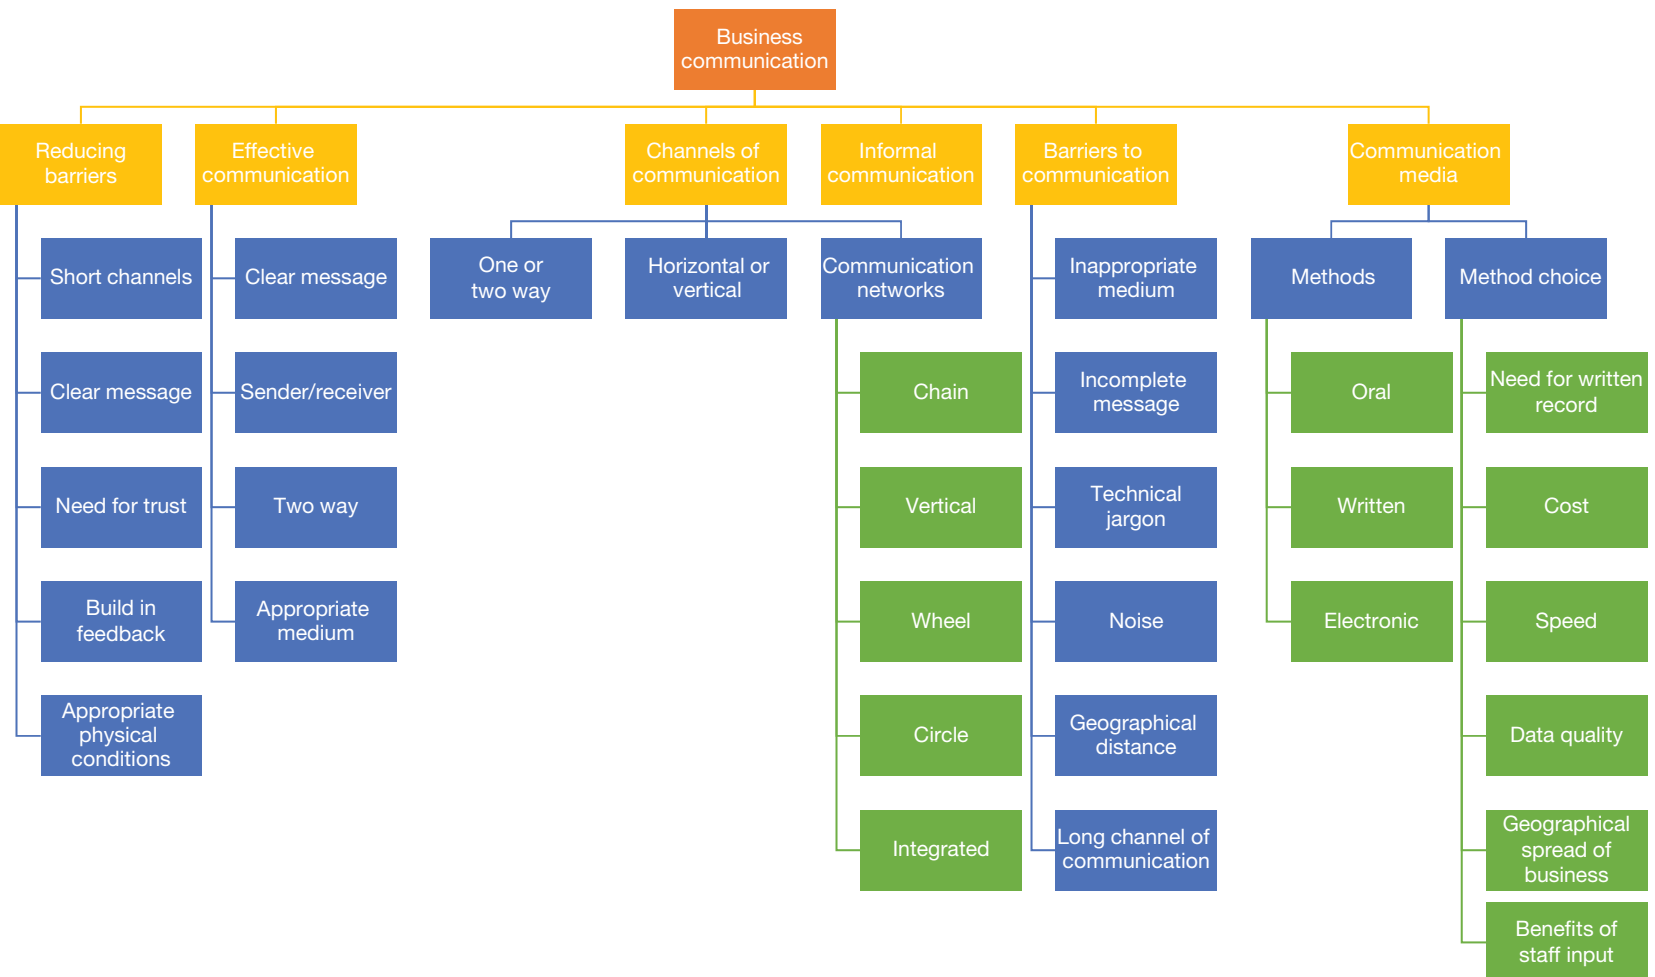 Business
communication
Reducing
barriers
Effective
communication
Channels of
communication
Informal
communication
Barriers to
communication
Communication
media
Short channels
Clear message
Need for trust
Build in
feedback
Appropriate
physical
conditions
Clear message
Sender/receiver
Two way
Appropriate
medium
One or
two way
Horizontal or
vertical
Communication
networks
Chain
Vertical
Wheel
Circle
Integrated
Inappropriate
medium
Incomplete
message
Technical
jargon
Noise
Geographical
distance
Long channel of
communication
Methods
Oral
Written
Electronic
Method choice
Need for written
record
Cost
Speed
Data quality
Geographical
spread of
business
Benefits of
staff input